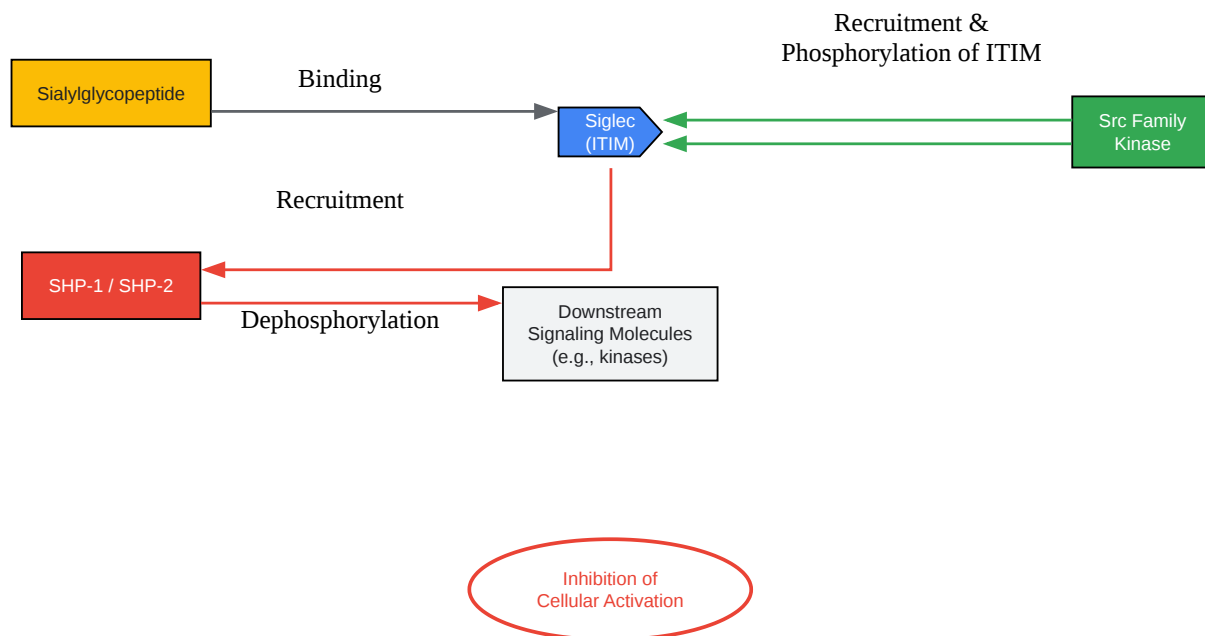 Recruitment &
Phosphorylation of ITIM
Sialylglycopeptide
Binding
Siglec
(ITIM)
Src Family
Kinase
Recruitment
SHP-1 / SHP-2
Dephosphorylation
Downstream
Signaling Molecules
(e.g., kinases)
Inhibition of
Cellular Activation